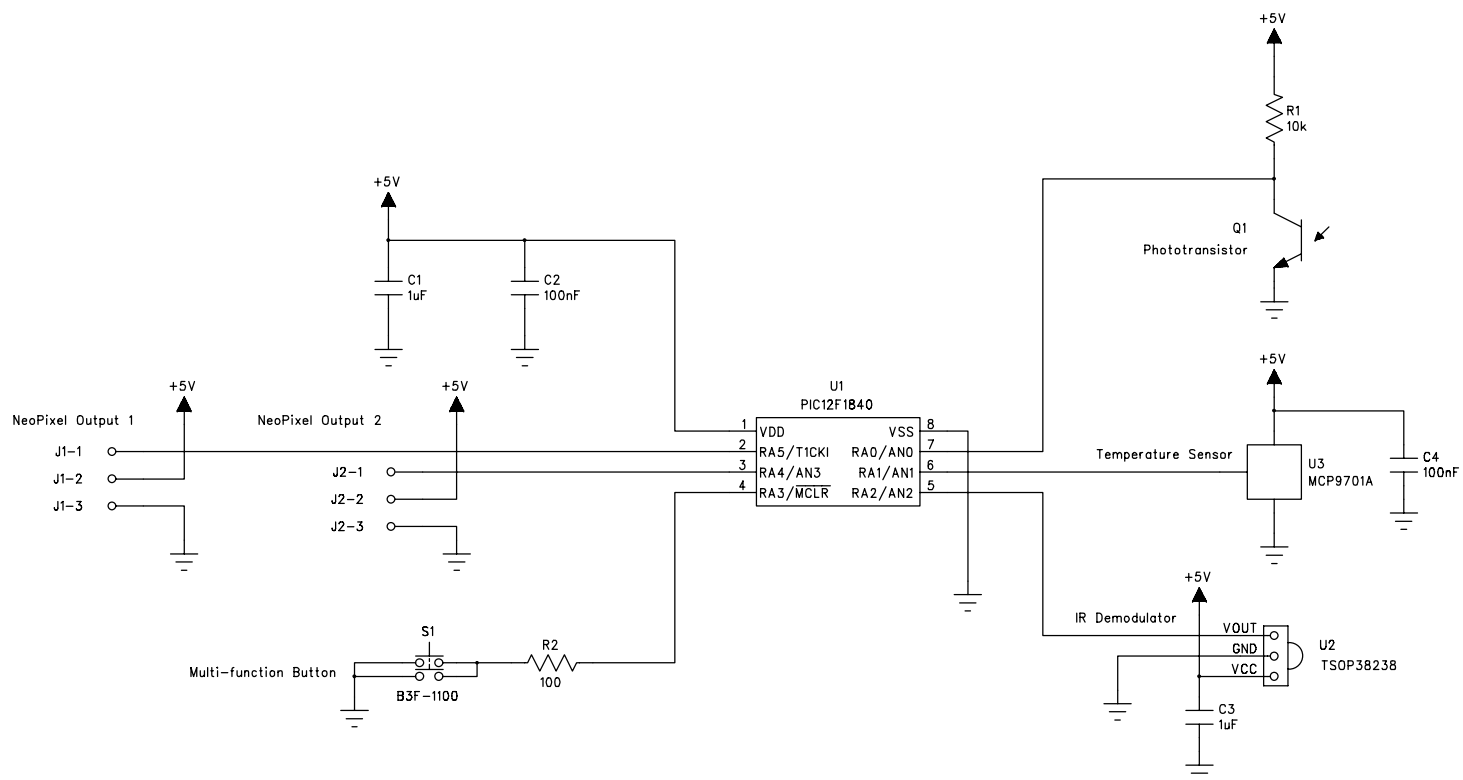 +5V
R1
10k
+5V
Q1
Phototransistor
C1
1uF
C2
100nF
+5V
+5V
+5V
U1
PIC12F1840
NeoPixel Output 1
NeoPixel Output 2
1
VDD
VSS
8
2
RA5/T1CKI
RA0/AN0
7
3
RA4/AN3
RA1/AN1
6
4
RA3/MCLR
RA2/AN2
5
J1-1
J1-2
J1-3
J2-1
J2-2
J2-3
Temperature Sensor
U3
MCP9701A
C4
100nF
+5V
IR Demodulator
VOUT
GND
VCC
U2
TSOP38238
C3
1uF
S1
R2
Multi-function Button
100
B3F-1100